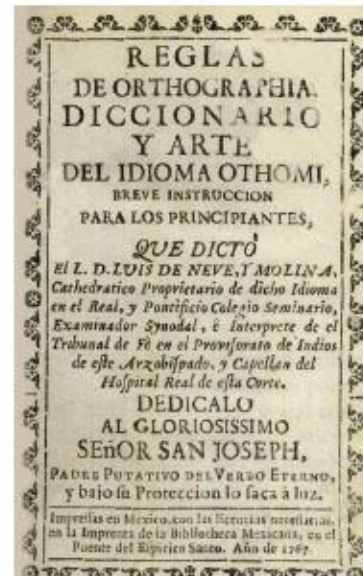 REGLAS
DE ORTHOGRAPHIA,
DICCIONARIO
Y ARTE
DEL IDIOMA OTHOMI,
BREVE INSTRUCCION
PARA LOS PRINCIPIANTES,
QUE DICTÓ
El L. D. LUIS DE NEVE, Y MOLINA,
Cathedratico Proprietario de dicho Idioma
en el Real, y Pontificio Colegio Seminario,
Examinador Synodal, è Interprete de el
Tribunal de Fè en el Provisorato de Indios
de este Arzobispado, y Capellan del
Hospital Real de esta Corte.
DEDICALO
AL GLORIOSISSIMO
SEñOR SAN JOSEPH,
PADRE PUTATIVO DEL VERBO ETERNO,
y bajo su Proteccion lo saca à luz.
Impressas en Mexico, con las licencias necessarias,
en la Imprenta de la Bibliotheca Mexicana, en el
Puente del Espiritu Santo. Año de 1767